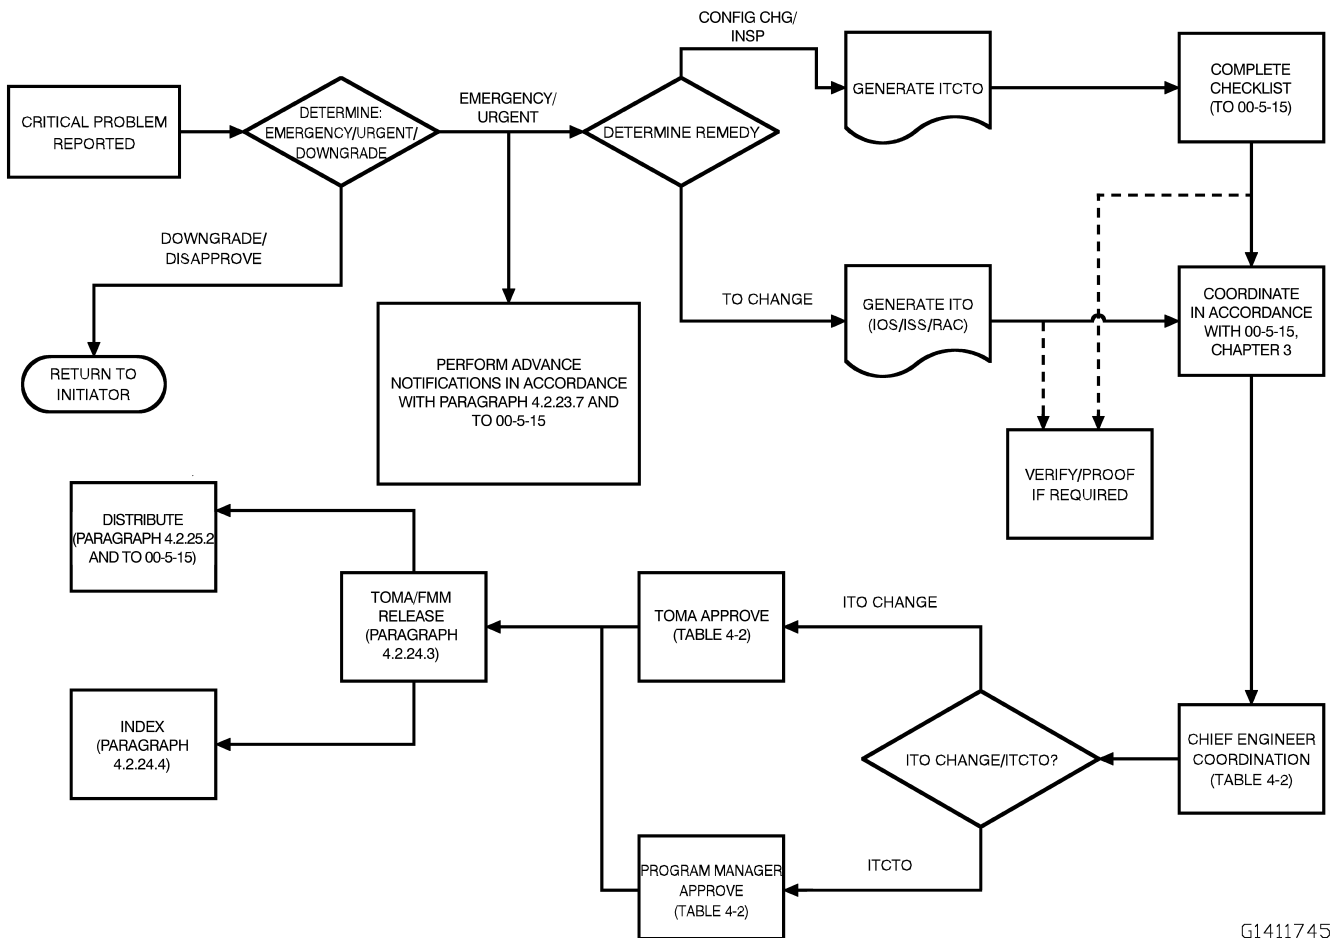 CONFIG CHG/
INSP
CRITICAL PROBLEM
REPORTED
DETERMINE:
EMERGENCY/URGENT/
DOWNGRADE
EMERGENCY/
URGENT
DETERMINE REMEDY
GENERATE ITCTO
COMPLETE
CHECKLIST
(TO 00-5-15)
DOWNGRADE/
DISAPPROVE
RETURN TO
INITIATOR
PERFORM ADVANCE
NOTIFICATIONS IN ACCORDANCE
WITH PARAGRAPH 4.2.23.7 AND
TO 00-5-15
TO CHANGE
GENERATE ITO
(IOS/ISS/RAC)
COORDINATE
IN ACCORDANCE
WITH 00-5-15,
CHAPTER 3
VERIFY/PROOF
IF REQUIRED
DISTRIBUTE
(PARAGRAPH 4.2.25.2
AND TO 00-5-15)
TOMA/FMM
RELEASE
(PARAGRAPH
4.2.24.3)
TOMA APPROVE
(TABLE 4-2)
ITO CHANGE
INDEX
(PARAGRAPH
4.2.24.4)
ITO CHANGE/ITCTO?
CHIEF ENGINEER
COORDINATION
(TABLE 4-2)
PROGRAM MANAGER
APPROVE
(TABLE 4-2)
ITCTO
G1411745